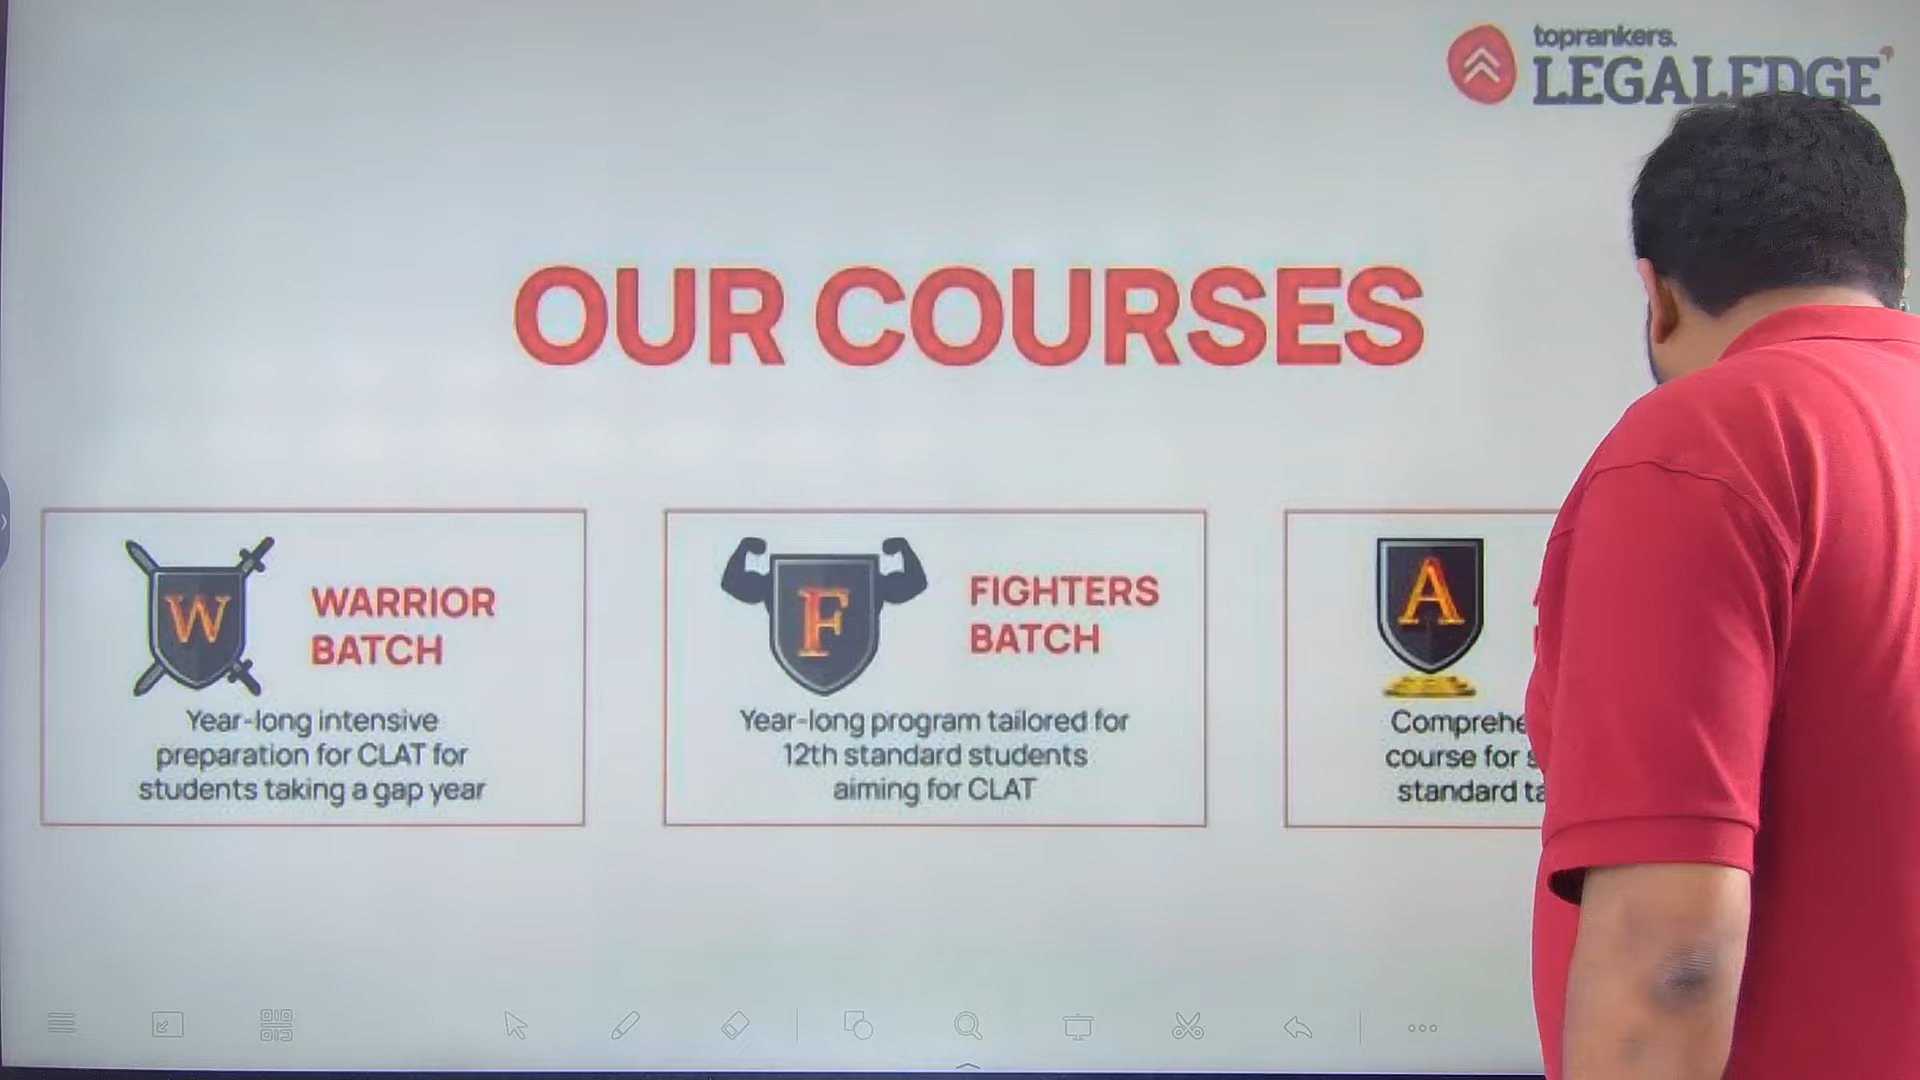 toprankers.
LEGALEDGE
OUR COURSES
W
WARRIOR
BATCH
Year-long intensive
preparation for CLAT for
students taking a gap year
F
FIGHTERS
BATCH
Year-long program tailored for
12th standard students
aiming for CLAT
A
course for
standard